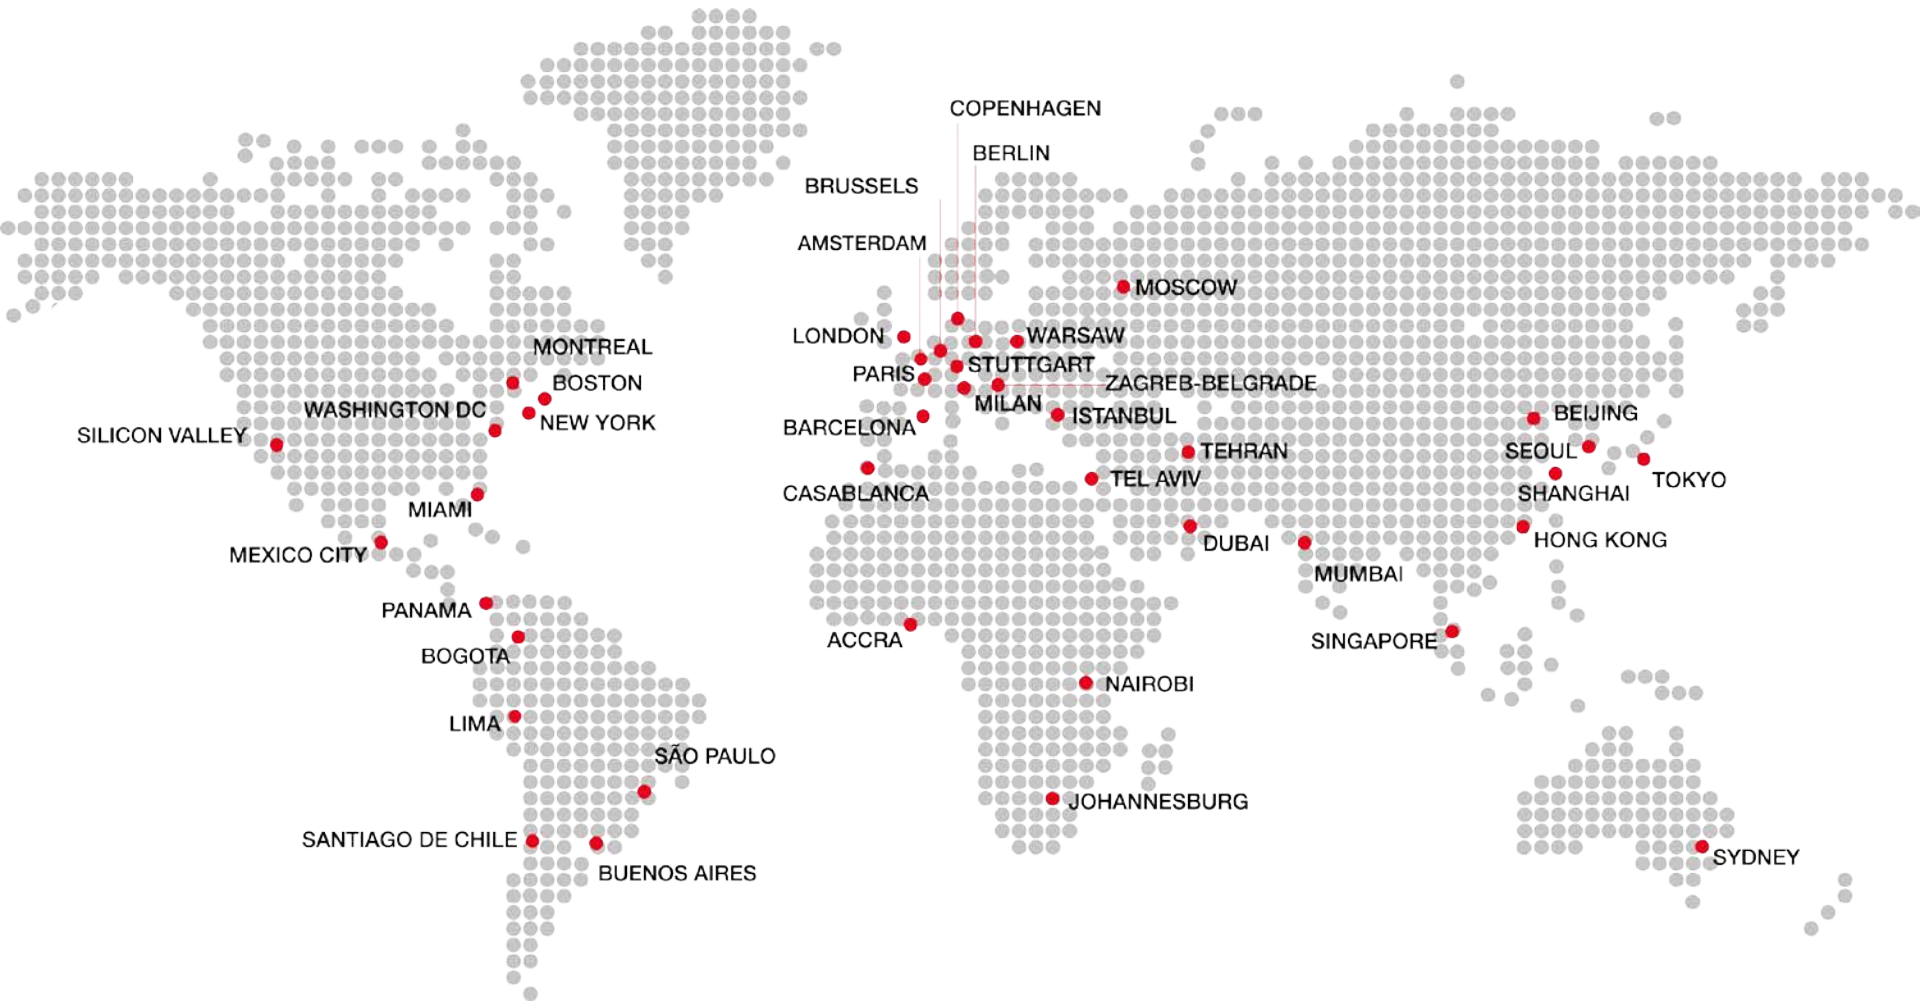 COPENHAGEN
BERLIN
BRUSSELS
AMSTERDAM
MOSCOW
LONDON
WARSAW
MONTREAL
STUTTGART
PARIS
BOSTON
ZAGREB-BELGRADE
MILAN
WASHINGTON DC
BEIJING
ISTANBUL
NEW YORK
BARCELONA
SILICON VALLEY
TEHRAN
SEOUL
TEL AVIV
TOKYO
CASABLANCA
SHANGHAI
MIAMI
HONG KONG
DUBAI
MEXICO CITY
MUMBAI
PANAMA
ACCRA
SINGAPORE
BOGOTA
NAIROBI
LIMA
SÃO PAULO
JOHANNESBURG
SANTIAGO DE CHILE
SYDNEY
BUENOS AIRES